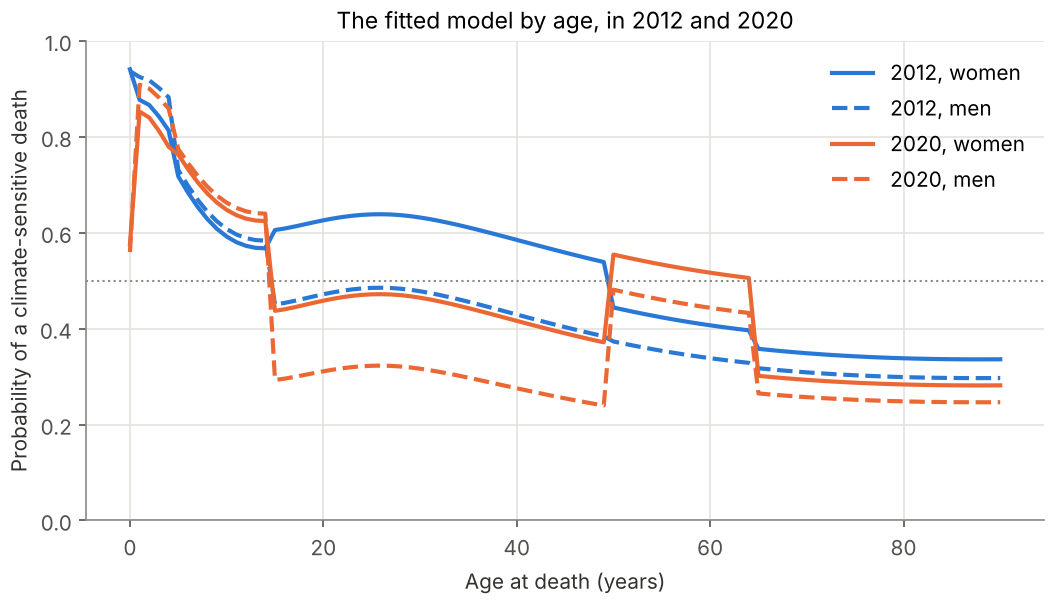 The fitted model by age, in 2012 and 2020
Probability of a climate-sensitive death
1.0
0.8
0.6
0.4
0.2
0.0
2012, women
2012, men
2020, women
2020, men
0
20
40
60
80
Age at death (years)